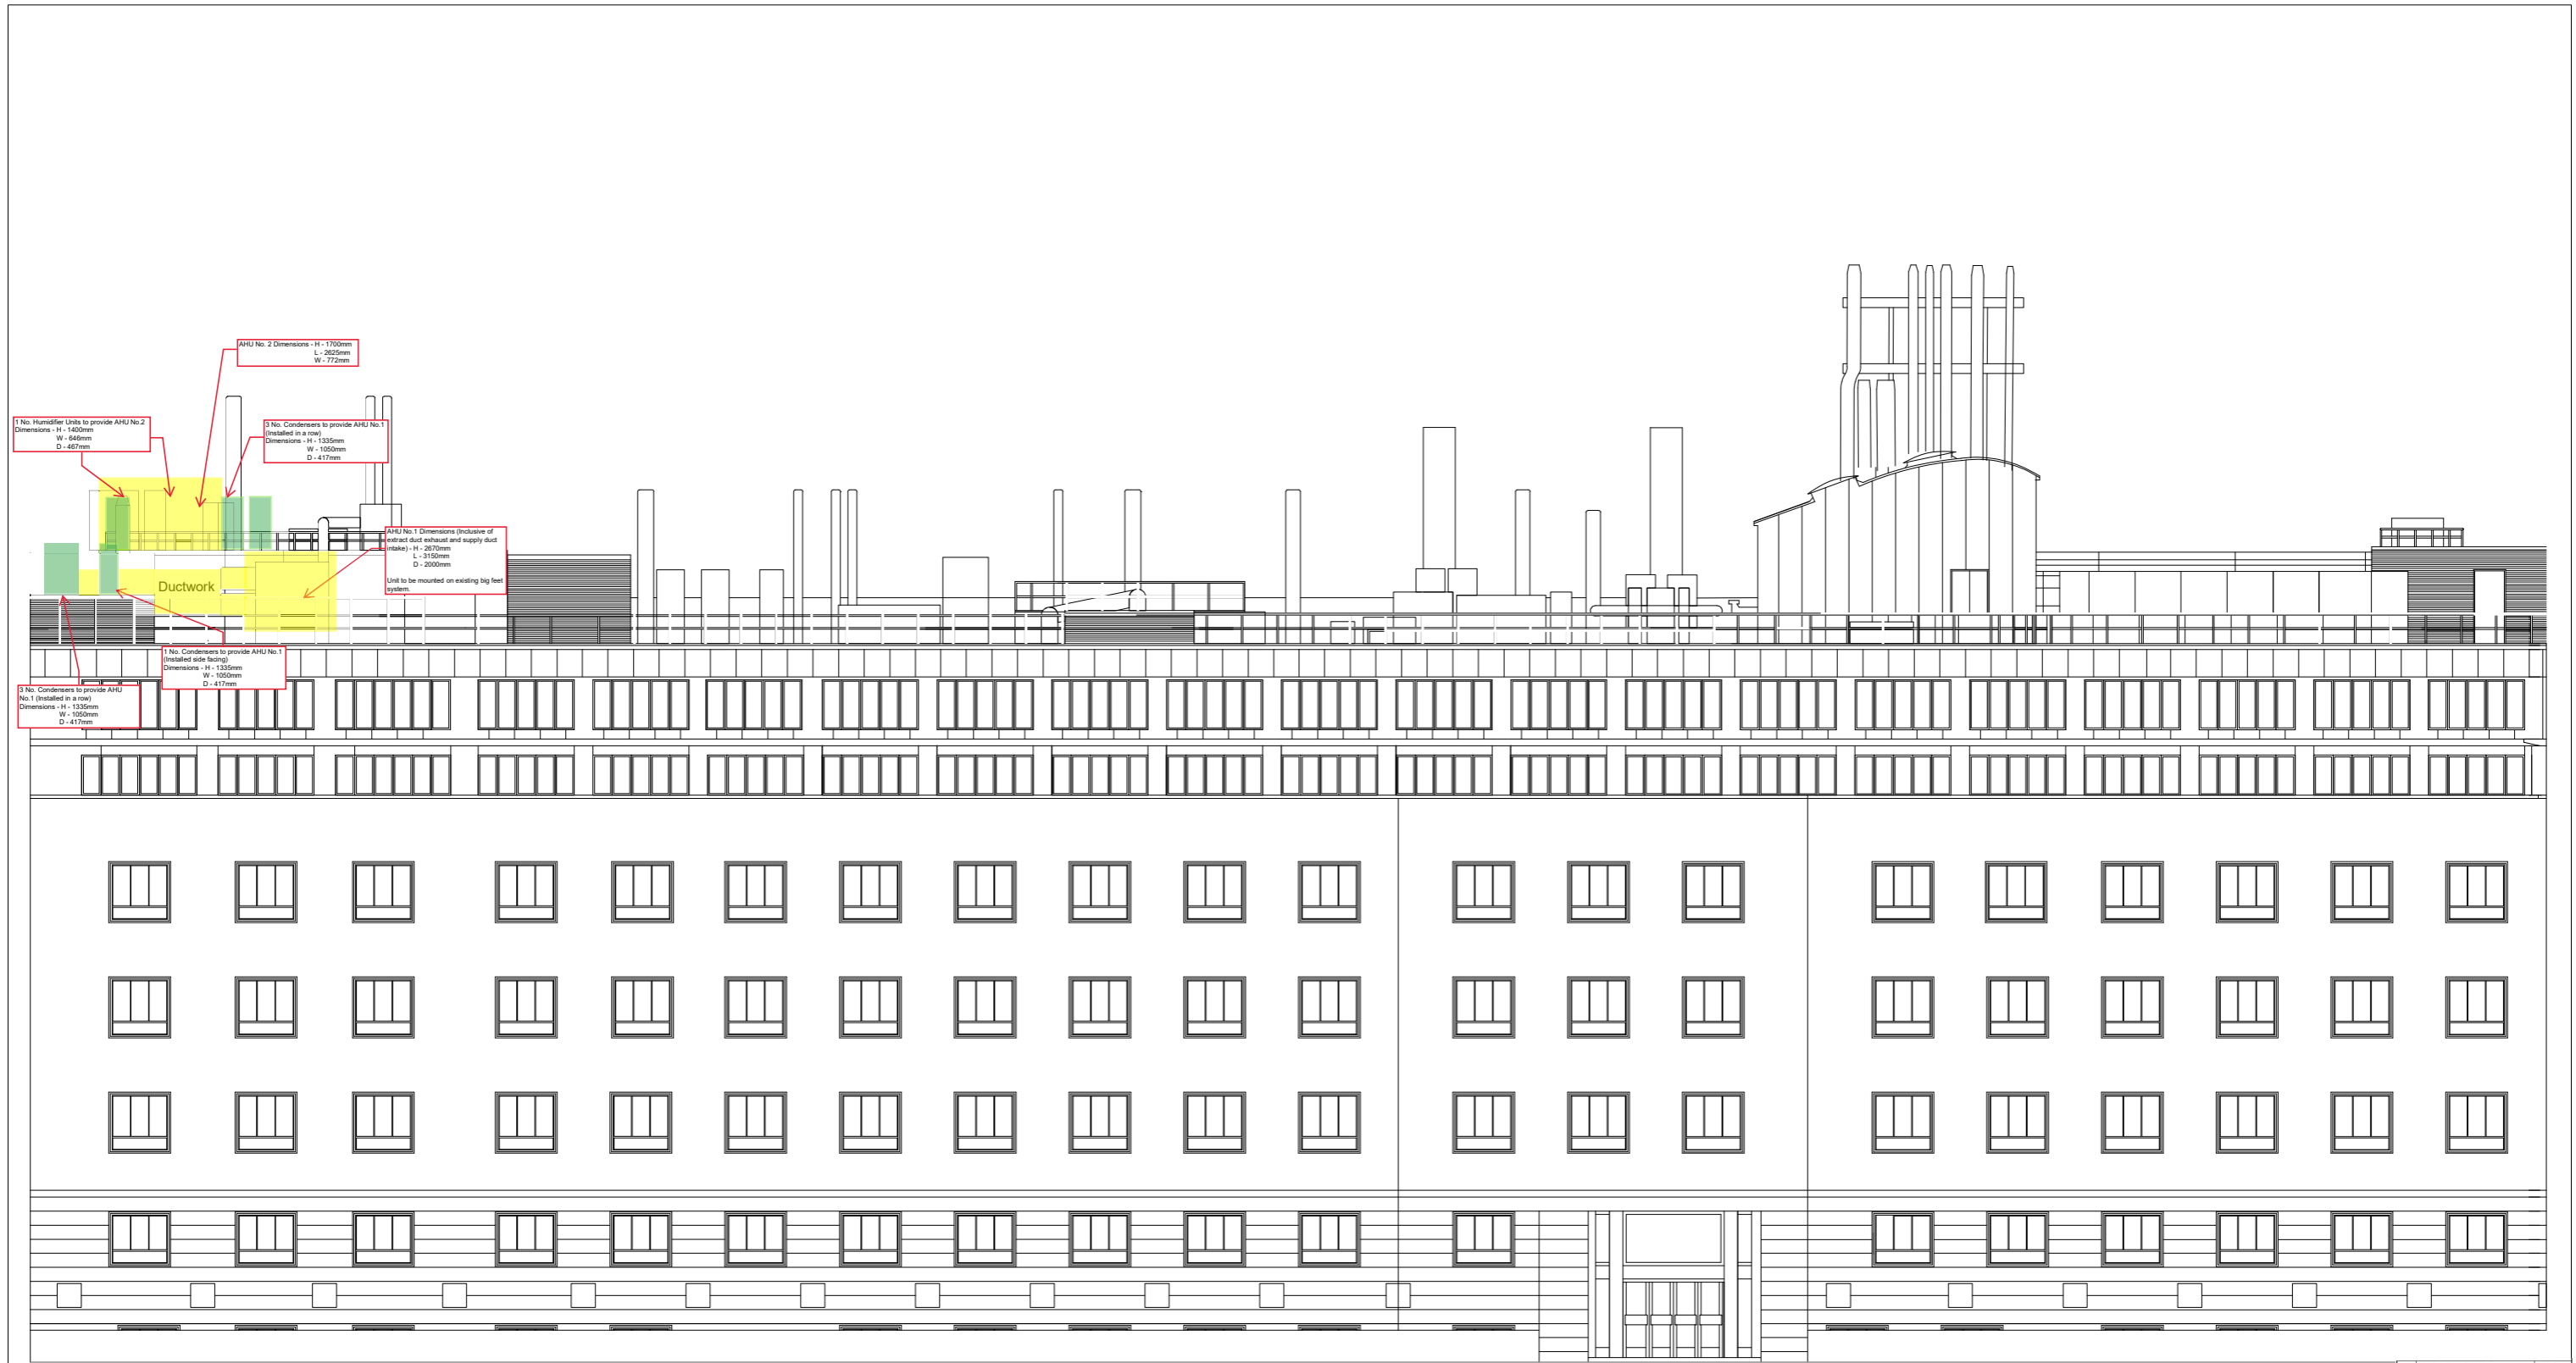 AHU No. 2 Dimensions - H - 1700mm
L - 2625mm
W - 772mm
1 No. Humidifier Units to provide AHU No.2
Dimensions - H - 1400mm
W - 646mm
D - 467mm
3 No. Condensers to provide AHU No.1
(Installed in a row)
Dimensions - H - 1335mm
W - 1050mm
D - 417mm
AHU No.1 Dimensions (Inclusive of
extract duct exhaust and supply duct
intake) - H - 2670mm
L - 3150mm
D - 2000mm
Unit to be mounted on existing big feet
system.
Ductwork
1 No. Condensers to provide AHU No.1
(Installed side facing)
Dimensions - H - 1335mm
W - 1050mm
D - 417mm
3 No. Condensers to provide AHU
No.1 (Installed in a row)
Dimensions - H - 1335mm
W - 1050mm
D - 417mm